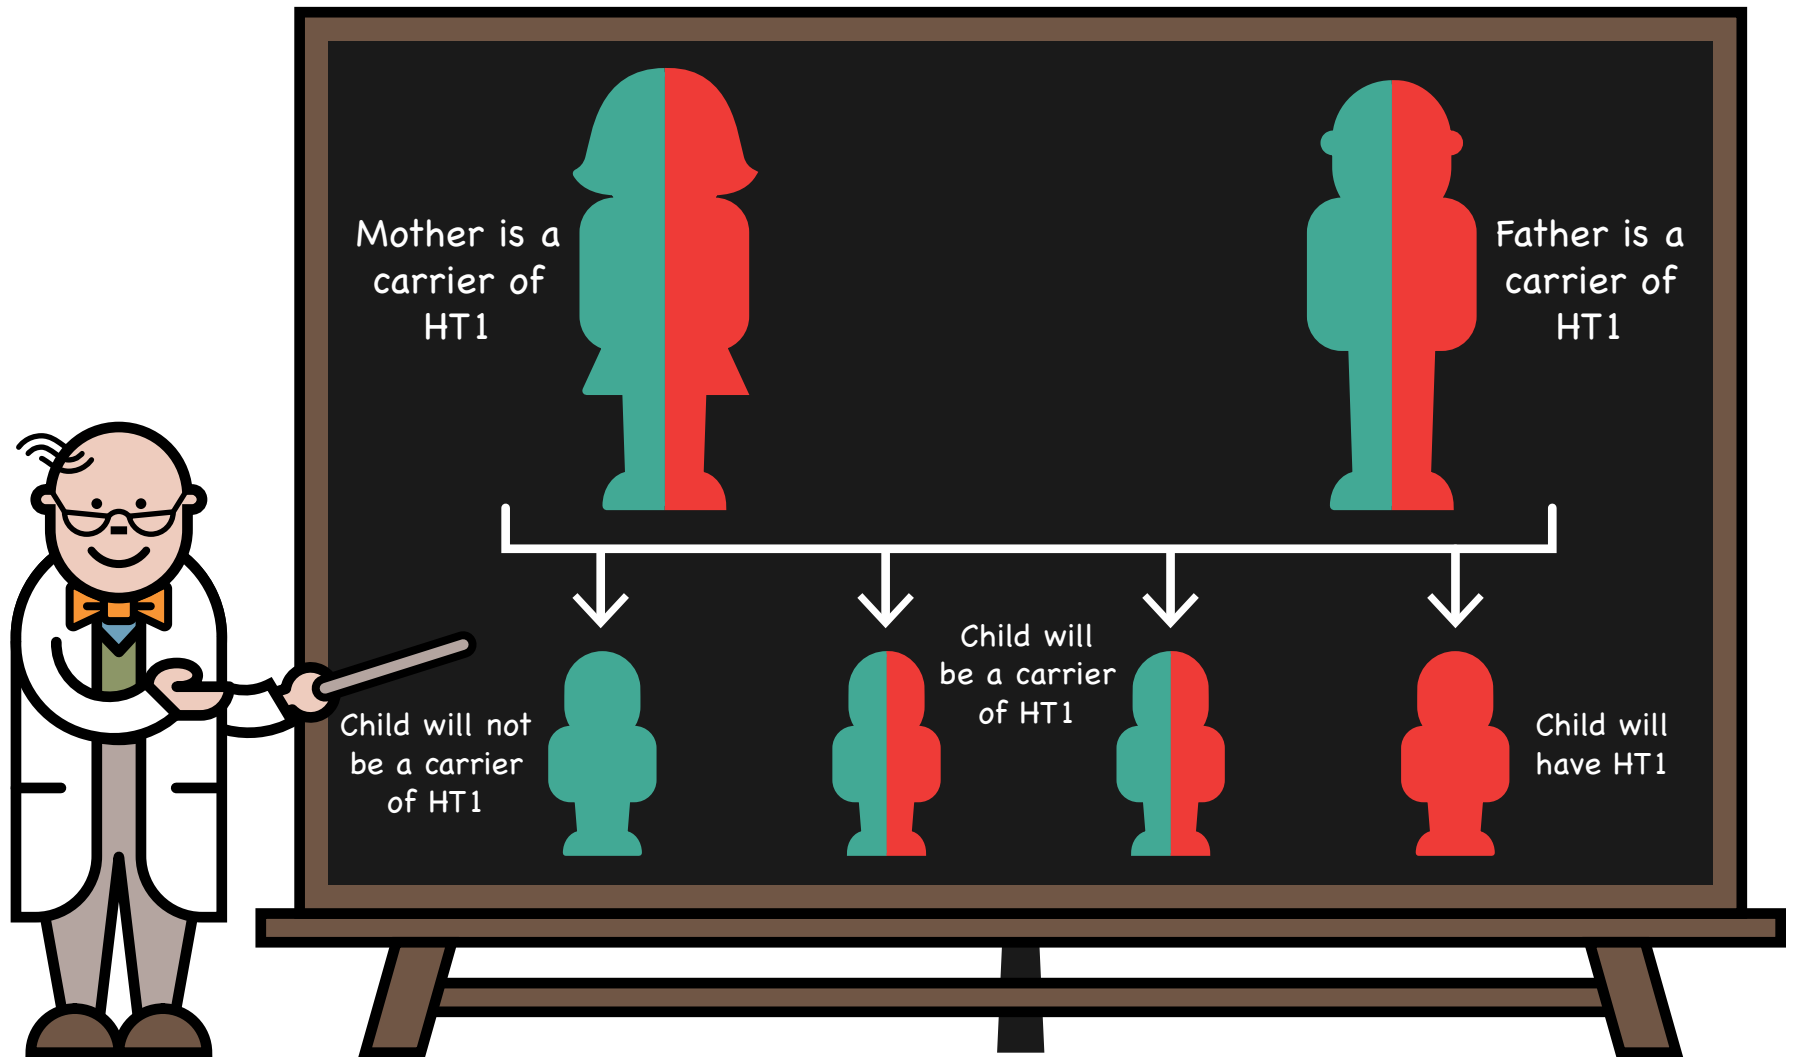 Mother is a
carrier of
HT1
Father is a
carrier of
HT1
Child will not
be a carrier
of HT1
Child will
be a carrier
of HT1
Child will
have HT1